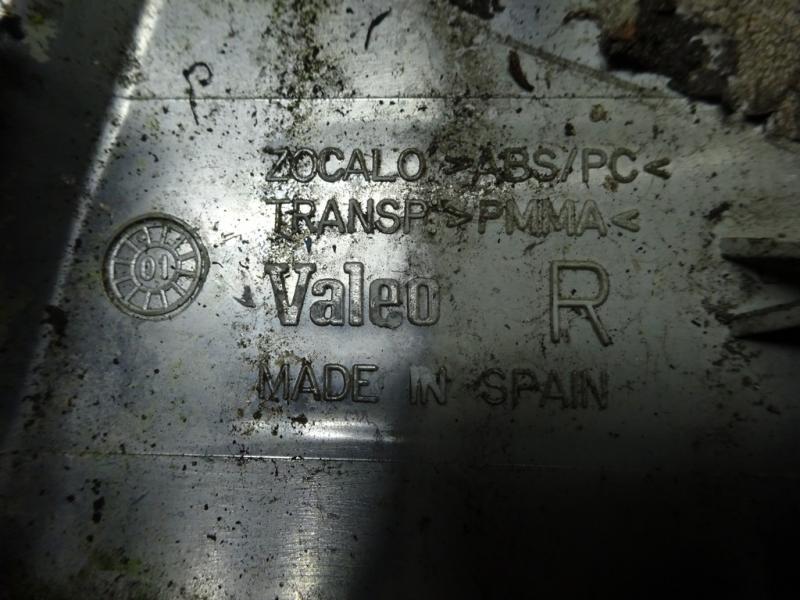 ZOCALO >ABS/PC<
TRANSP. >PMMA<
01
Valeo R
MADE IN SPAIN